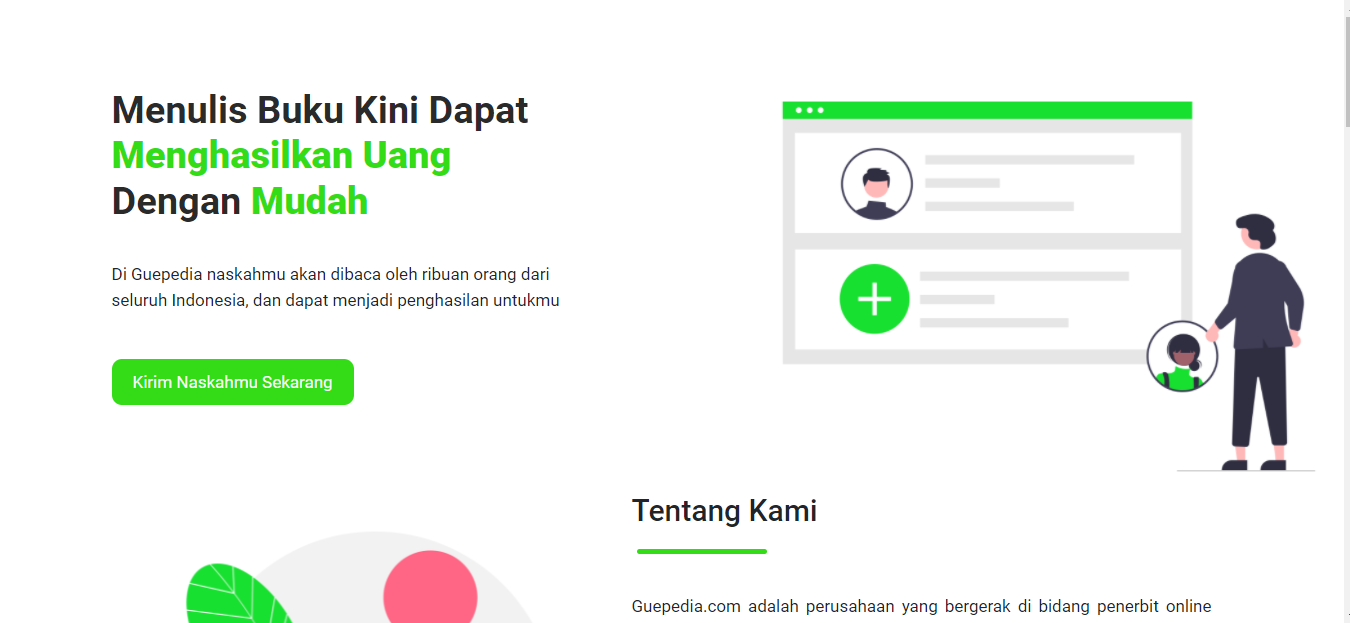 Menulis Buku Kini Dapat
Menghasilkan Uang
Dengan Mudah
Di Guepedia naskahmu akan dibaca oleh ribuan orang dari
seluruh Indonesia, dan dapat menjadi penghasilan untukmu
Kirim Naskahmu Sekarang
Tentang Kami
Guepedia.com adalah perusahaan yang bergerak di bidang penerbit online